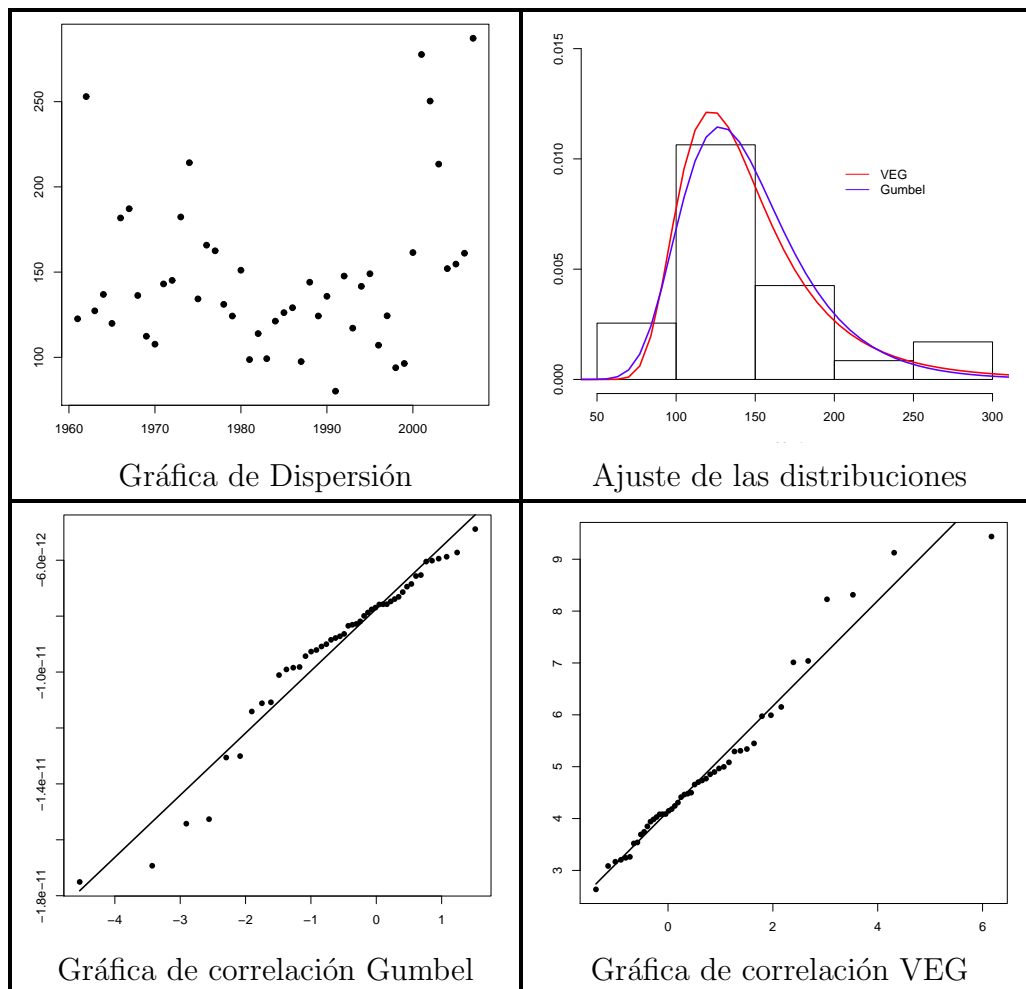 250
200
150
100
1960 1970 1980 1990 2000
Gráfica de Dispersión
0.015
0.010
0.005
0.000
VEG
Gumbel
50 100 150 200 250 300
Ajuste de las distribuciones
−6.0e−12
−1.0e−11
−1.4e−11
−1.8e−11
−4 −3 −2 −1 0 1
Gráfica de correlación Gumbel
9
8
7
6
5
4
3
0 2 4 6
Gráfica de correlación VEG